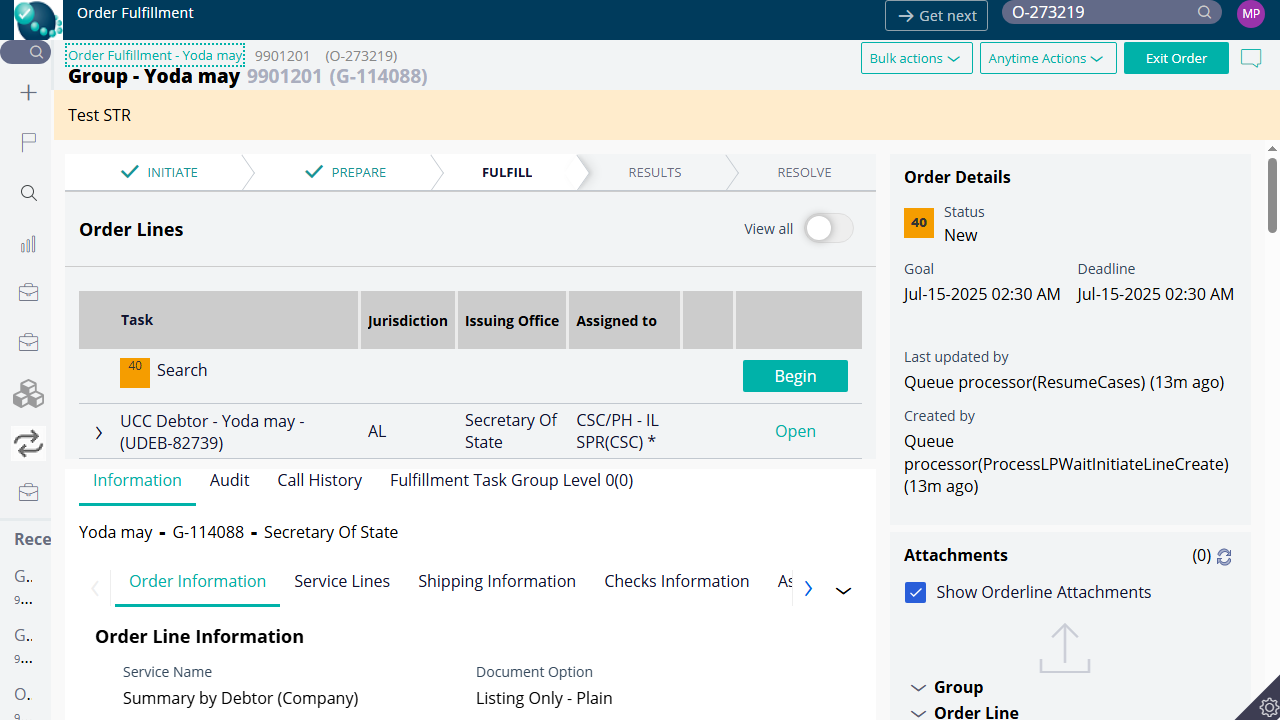 Order Fulfillment
Get next
O-273219
MP
Order Fulfillment - Yoda may 9901201 (O-273219)
Group - Yoda may 9901201 (G-114088)
Bulk actions
Anytime Actions
Exit Order
Test STR
INITIATE
PREPARE
FULFILL
RESULTS
RESOLVE
Order Lines
View all
Task
Jurisdiction
Issuing Office
Assigned to
40 Search
Begin
UCC Debtor - Yoda may -
(UDEB-82739)
AL
Secretary Of
State
CSC/PH - IL
SPR(CSC) *
Open
Information
Audit
Call History
Fulfillment Task Group Level 0(0)
Yoda may - G-114088 - Secretary Of State
Order Information
Service Lines
Shipping Information
Checks Information
As
Order Line Information
Service Name
Summary by Debtor (Company)
Document Option
Listing Only - Plain
Order Details
40
Status
New
Goal
Jul-15-2025 02:30 AM
Deadline
Jul-15-2025 02:30 AM
Last updated by
Queue processor(ResumeCases) (13m ago)
Created by
Queue
processor(ProcessLPWaitInitiateLineCreate)
(13m ago)
Attachments
(0)
Show Orderline Attachments
Group
Order Line
Rece
G..
9...
G..
9...
O.
9